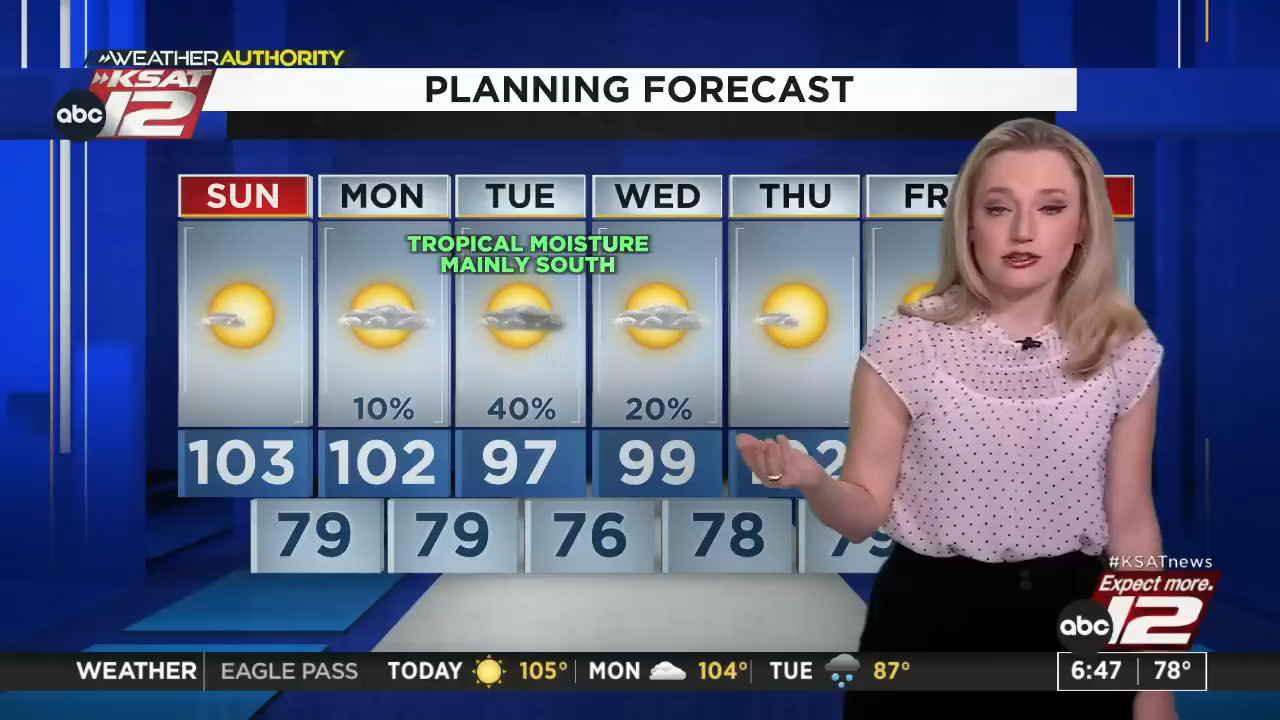 WEATHERAUTHORITY
KSAT
abc 12
PLANNING FORECAST
SUN MON TUE WED THU
TROPICAL MOISTURE
MAINLY SOUTH
10% 40% 20%
103 102 97 99
79 79 76 78
#KSATnews
Expect more.
abc 12
WEATHER EAGLE PASS TODAY 105° MON 104° TUE 87° 6:47 78°